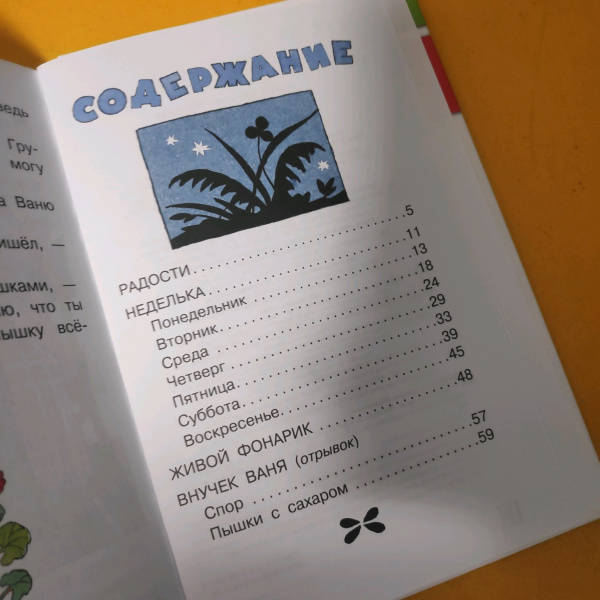 ведь
Гру-
могу
а Ваню
ишёл, —
шками, —
ю, что ты
ышку всё-
СОДЕРЖАНИЕ
РАДОСТИ . . . . . . . . . . . . . . . . . . . . 5
НЕДЕЛЬКА . . . . . . . . . . . . . . . . . . . 11
Понедельник . . . . . . . . . . . . . . . . 13
Вторник . . . . . . . . . . . . . . . . . . . 18
Среда . . . . . . . . . . . . . . . . . . . . 24
Четверг . . . . . . . . . . . . . . . . . . . 29
Пятница . . . . . . . . . . . . . . . . . . . 33
Суббота . . . . . . . . . . . . . . . . . . . 39
Воскресенье . . . . . . . . . . . . . . . . 45
ЖИВОЙ ФОНАРИК . . . . . . . . . . . . . 48
ВНУЧЕК ВАНЯ (отрывок)
Спор . . . . . . . . . . . . . . . . . . . . . 57
Пышки с сахаром . . . . . . . . . . . . 59